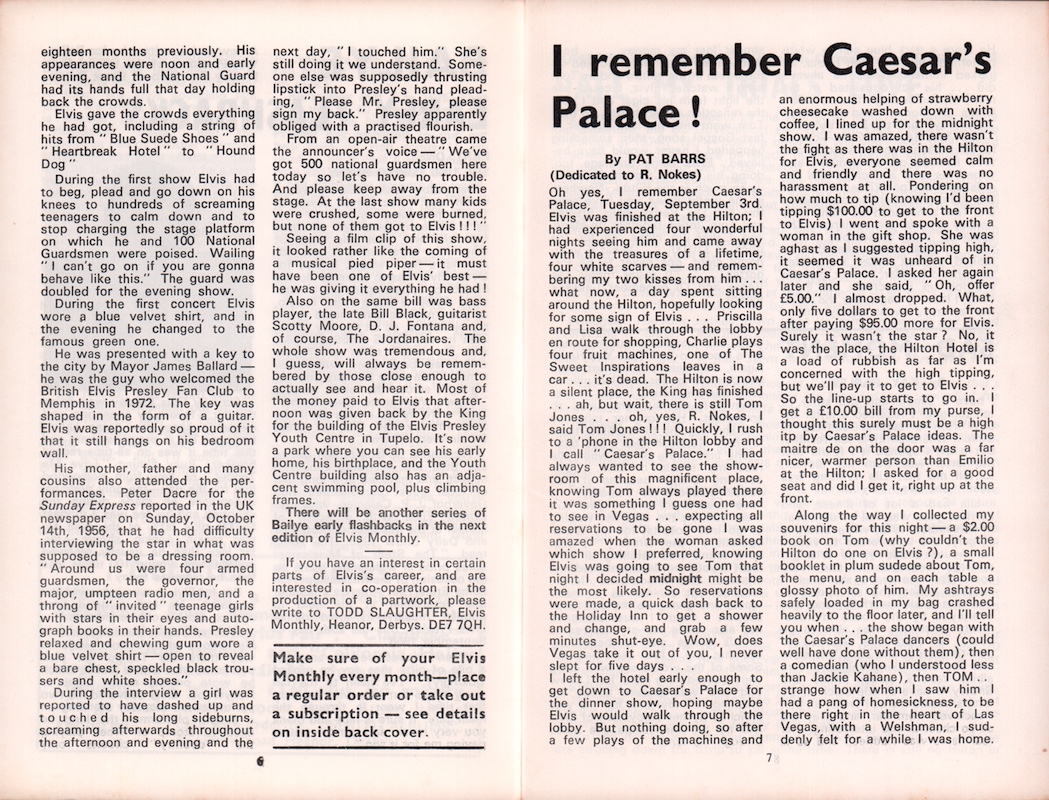 eighteen months previously. His
appearances were noon and early
evening, and the National Guard
had its hands full that day holding
back the crowds.
Elvis gave the crowds everything
he had got, including a string of
hits from " Blue Suede Shoes " and
" Heartbreak Hotel " to " Hound
Dog "
During the first show Elvis had
to beg, plead and go down on his
knees to hundreds of screaming
teenagers to calm down and to
stop charging the stage platform
on which he and 100 National
Guardsmen were poised. Wailing
" I can't go on if you are gonna
behave like this." The guard was
doubled for the evening show.
During the first concert Elvis
wore a blue velvet shirt, and in
the evening he changed to the
famous green one.
He was presented with a key to
the city by Mayor James Ballard —
he was the guy who welcomed the
British Elvis Presley Fan Club to
Memphis in 1972. The key was
shaped in the form of a guitar.
Elvis was reportedly so proud of it
that it still hangs on his bedroom
wall.
His mother, father and many
cousins also attended the per-
formances. Peter Dacre for the
Sunday Express reported in the UK
newspaper on Sunday, October
14th, 1956, that he had difficulty
interviewing the star in what was
supposed to be a dressing room.
" Around us were four armed
guardsmen, the governor, the
major, umpteen radio men, and a
throng of " invited " teenage girls
with stars in their eyes and auto-
graph books in their hands. Presley
relaxed and chewing gum wore a
blue velvet shirt — open to reveal
a bare chest, speckled black trou-
sers and white shoes."
During the interview a girl was
reported to have dashed up and
touched his long sideburns,
screaming afterwards throughout
the afternoon and evening and the
next day, " I touched him." She's
still doing it we understand. Some-
one else was supposedly thrusting
lipstick into Presley's hand plead-
ing, " Please Mr. Presley, please
sign my back." Presley apparently
obliged with a practised flourish.
From an open-air theatre came
the announcer's voice — " We've
got 500 national guardsmen here
today so let's have no trouble.
And please keep away from the
stage. At the last show many kids
were crushed, some were burned,
but none of them got to Elvis ! ! ! "
Seeing a film clip of this show,
it looked rather like the coming of
a musical pied piper — it must
have been one of Elvis' best —
he was giving it everything he had !
Also on the same bill was bass
player, the late Bill Black, guitarist
Scotty Moore, D. J. Fontana and,
of course, The Jordanaires. The
whole show was tremendous and,
I guess, will always be remem-
bered by those close enough to
actually see and hear it. Most of
the money paid to Elvis that after-
noon was given back by the King
for the building of the Elvis Presley
Youth Centre in Tupelo. It's now
a park where you can see his early
home, his birthplace, and the Youth
Centre building also has an adja-
cent swimming pool, plus climbing
frames.
There will be another series of
Bailye early flashbacks in the next
edition of Elvis Monthly.
If you have an interest in certain
parts of Elvis's career, and are
interested in co-operation in the
production of a partwork, please
write to TODD SLAUGHTER, Elvis
Monthly, Heanor, Derbys. DE7 7QH.
Make sure of your Elvis
Monthly every month—place
a regular order or take out
a subscription — see details
on inside back cover.
6
I remember Caesar's
Palace !
By PAT BARRS
(Dedicated to R. Nokes)
Oh yes, I remember Caesar's
Palace, Tuesday, September 3rd.
Elvis was finished at the Hilton; I
had experienced four wonderful
nights seeing him and came away
with the treasures of a lifetime,
four white scarves — and remem-
bering my two kisses from him . . .
what now, a day spent sitting
around the Hilton, hopefully looking
for some sign of Elvis . . . Priscilla
and Lisa walk through the lobby
en route for shopping, Charlie plays
four fruit machines, one of The
Sweet Inspirations leaves in a
car . . . it's dead. The Hilton is now
a silent place, the King has finished
. . . ah, but wait, there is still Tom
Jones . . . oh, yes, R. Nokes, I
said Tom Jones ! ! ! Quickly, I rush
to a 'phone in the Hilton lobby and
I call " Caesar's Palace." I had
always wanted to see the show-
room of this magnificent place,
knowing Tom always played there
it was something I guess one had
to see in Vegas . . . expecting all
reservations to be gone I was
amazed when the woman asked
which show I preferred, knowing
Elvis was going to see Tom that
night I decided midnight might be
the most likely. So reservations
were made, a quick dash back to
the Holiday Inn to get a shower
and change, and grab a few
minutes shut-eye. Wow, does
Vegas take it out of you, I never
slept for five days . . .
I left the hotel early enough to
get down to Caesar's Palace for
the dinner show, hoping maybe
Elvis would walk through the
lobby. But nothing doing, so after
a few plays of the machines and
an enormous helping of strawberry
cheesecake washed down with
coffee, I lined up for the midnight
show. I was amazed, there wasn't
the fight as there was in the Hilton
for Elvis, everyone seemed calm
and friendly and there was no
harassment at all. Pondering on
how much to tip (knowing I'd been
tipping $100.00 to get to the front
to Elvis) I went and spoke with a
woman in the gift shop. She was
aghast as I suggested tipping high,
it seemed it was unheard of in
Caesar's Palace. I asked her again
later and she said, " Oh, offer
£5.00." I almost dropped. What,
only five dollars to get to the front
after paying $95.00 more for Elvis.
Surely it wasn't the star ? No, it
was the place, the Hilton Hotel is
a load of rubbish as far as I'm
concerned with the high tipping,
but we'll pay it to get to Elvis . . .
So the line-up starts to go in. I
get a £10.00 bill from my purse, I
thought this surely must be a high
itp by Caesar's Palace ideas. The
maitre de on the door was a far
nicer, warmer person than Emilio
at the Hilton; I asked for a good
seat and did I get it, right up at the
front.
Along the way I collected my
souvenirs for this night — a $2.00
book on Tom (why couldn't the
Hilton do one on Elvis ?), a small
booklet in plum sudede about Tom,
the menu, and on each table a
glossy photo of him. My ashtrays
safely loaded in my bag crashed
heavily to the floor later, and I'll tell
you when . . . the show began with
the Caesar's Palace dancers (could
well have done without them), then
a comedian (who I understood less
than Jackie Kahane), then TOM . .
strange how when I saw him I
had a pang of homesickness, to be
there right in the heart of Las
Vegas, with a Welshman, I sud-
denly felt for a while I was home.
7